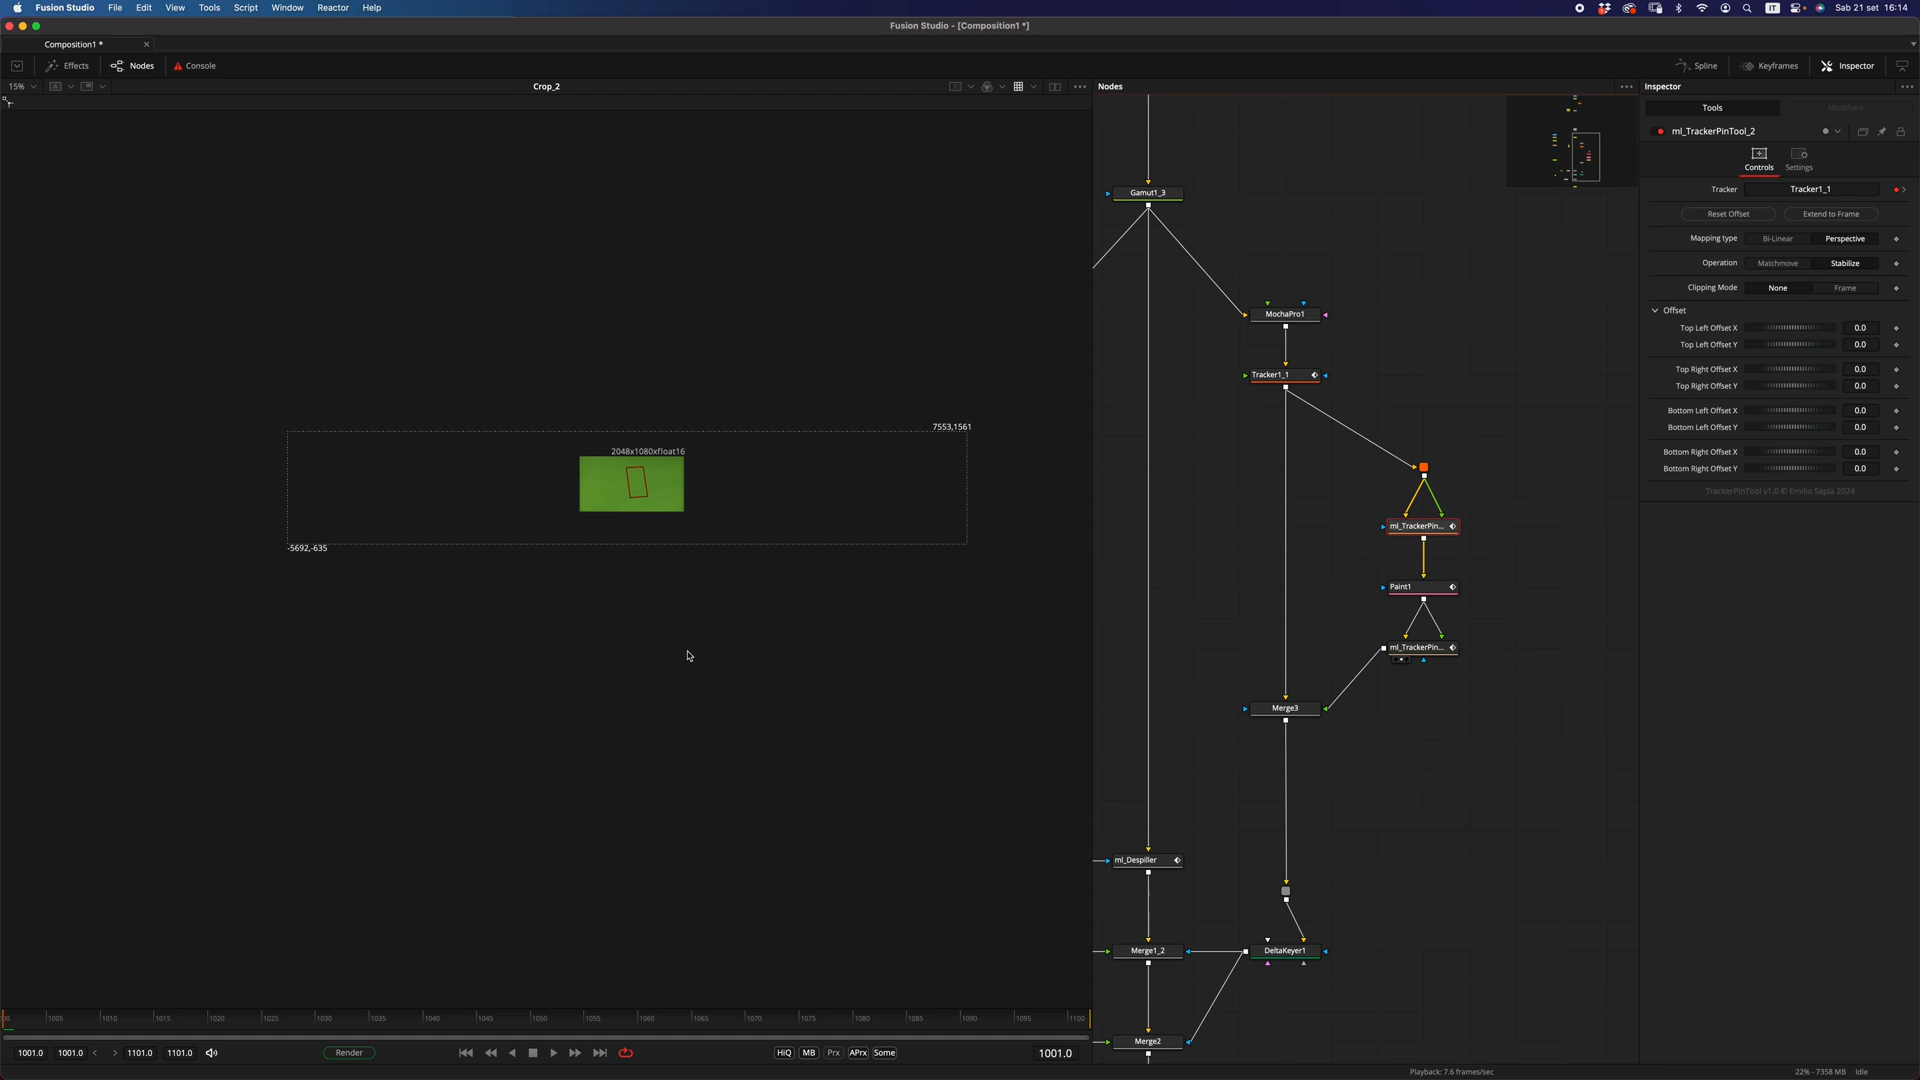 Fusion Studio File Edit View Tools Script Window Reactor Help
IT Sab 21 set 16:14
Fusion Studio - [Composition1 *]
Composition1 *
Effects Nodes Console
Spline Keyframes Inspector
15% A Crop_2
Nodes
Inspector
Tools Modifiers
ml_TrackerPinTool_2
Controls Settings
Tracker Tracker1_1
Reset Offset Extend to Frame
Mapping type Bi-Linear Perspective
Operation Matchmove Stabilize
Clipping Mode None Frame
Offset
Top Left Offset X 0.0
Top Left Offset Y 0.0
Top Right Offset X 0.0
Top Right Offset Y 0.0
Bottom Left Offset X 0.0
Bottom Left Offset Y 0.0
Bottom Right Offset X 0.0
Bottom Right Offset Y 0.0
TrackerPinTool v1.0 © Emilio Sapia 2024
7553,1561
2048x1080xfloat16
-5692,-635
Gamut1_3
MochaPro1
Tracker1_1
ml_TrackerPin...
Paint1
ml_TrackerPin...
Merge3
ml_Despiller
Merge1_2
DeltaKeyer1
Merge2
1005 1010 1015 1020 1025 1030 1035 1040 1045 1050 1055 1060 1065 1070 1075 1080 1085 1090 1095 1100
1001.0 1001.0 1101.0 1101.0 Render HiQ MB Prx APrx Some 1001.0
Playback: 7.6 frames/sec 22% - 7358 MB Idle